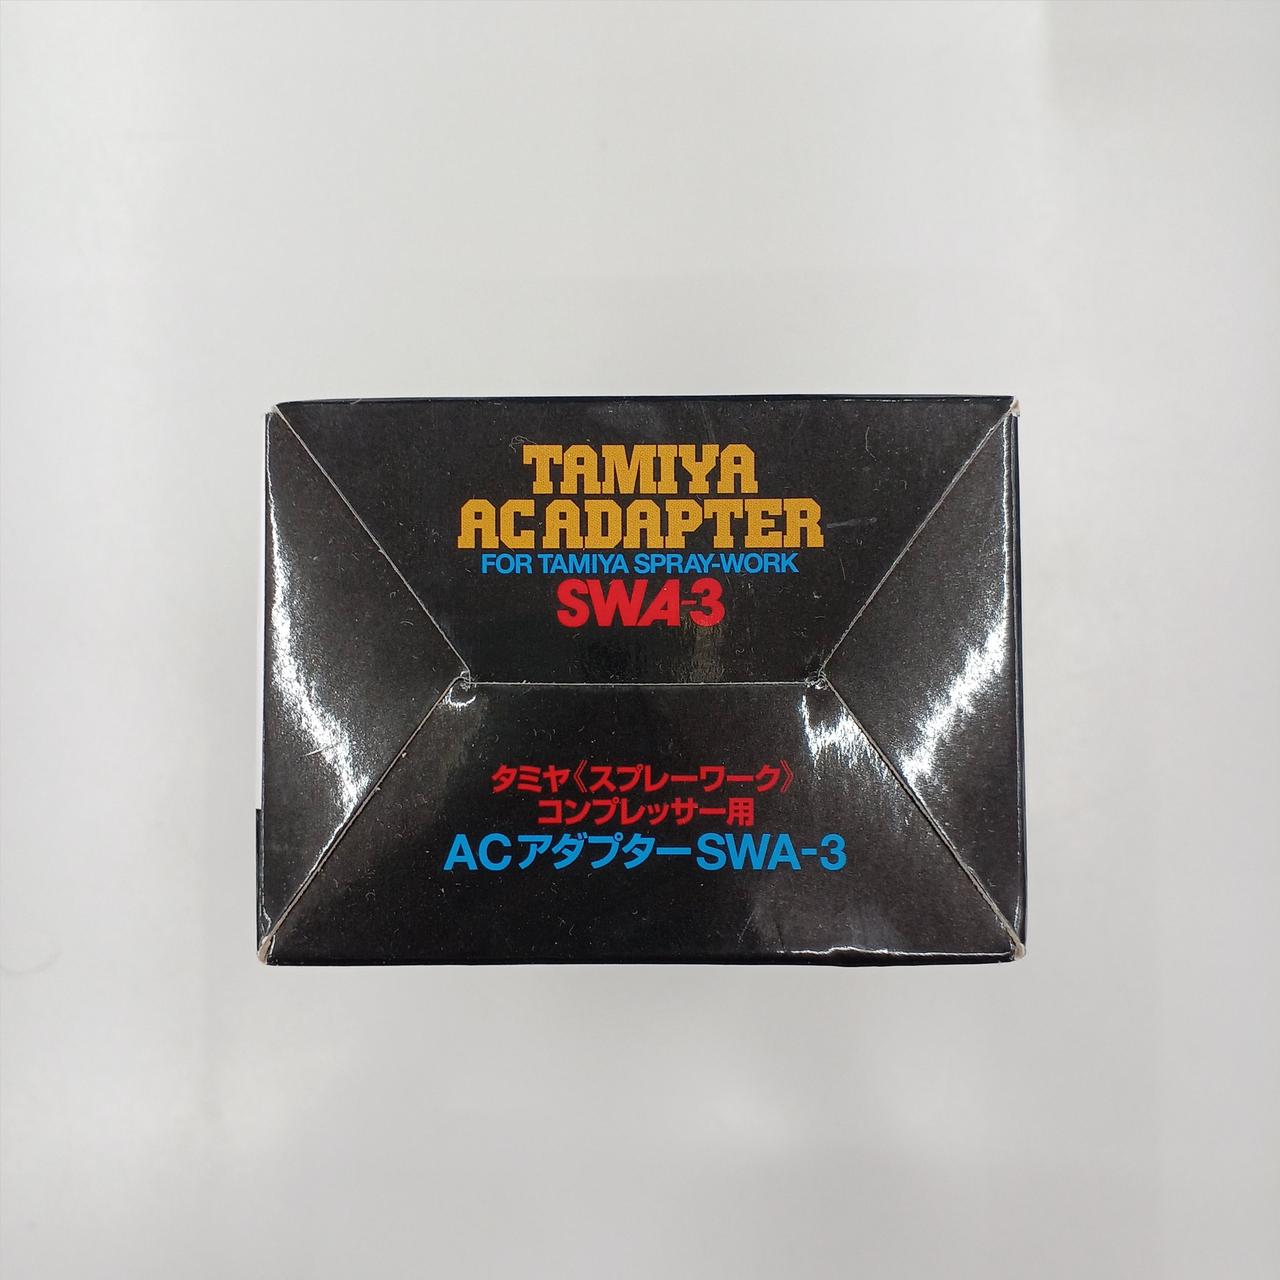 TAMIYA
AC ADAPTER
FOR TAMIYA SPRAY-WORK
SWA-3
タミヤ《スプレーワーク》
コンプレッサー用
ACアダプターSWA-3